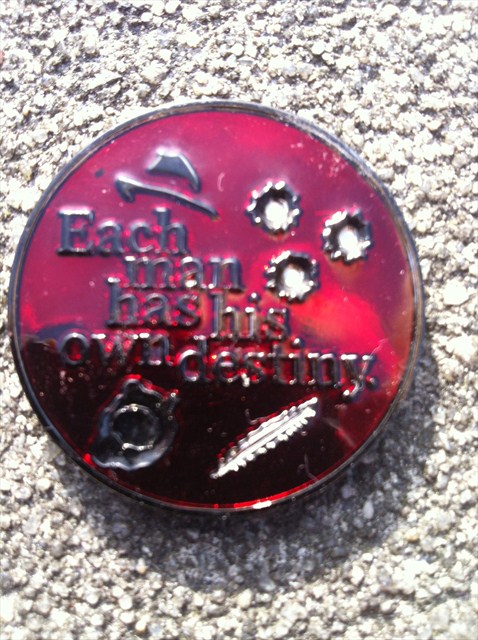 Each
man
has his
own destiny.